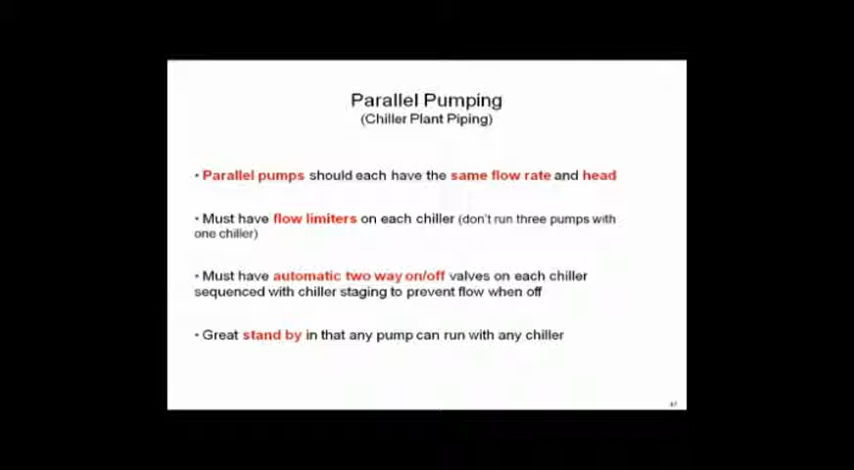 Parallel Pumping
(Chiller Plant Piping)
• Parallel pumps should each have the same flow rate and head
• Must have flow limiters on each chiller (don't run three pumps with
one chiller)
• Must have automatic two way on/off valves on each chiller
sequenced with chiller staging to prevent flow when off
• Great stand by in that any pump can run with any chiller